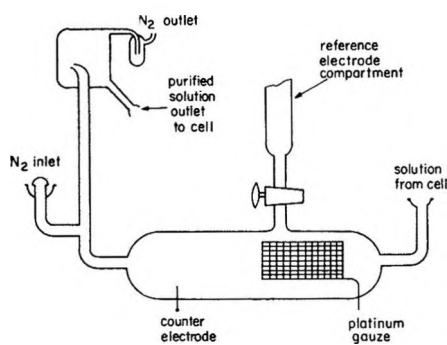 N2 outlet
reference
electrode
compartment
purified
solution
outlet
to cell
N2 inlet
solution
from cell
counter
electrode
platinum
gauze